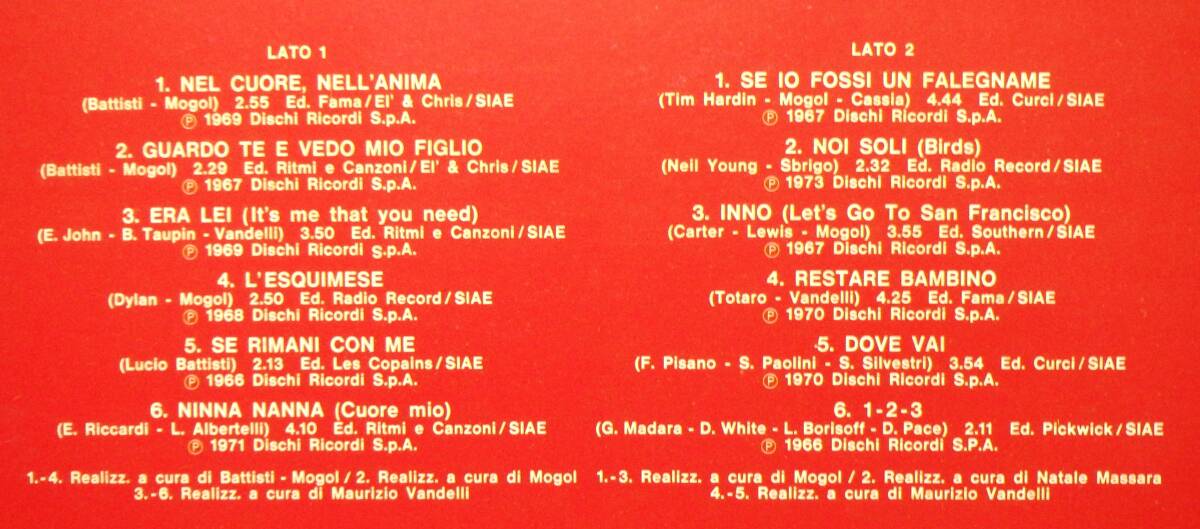 LATO 1
1. NEL CUORE, NELL'ANIMA
(Battisti - Mogol) 2.55 Ed. Fama/El' & Chris/SIAE
℗ 1969 Dischi Ricordi S.p.A.
2. GUARDO TE E VEDO MIO FIGLIO
(Battisti - Mogol) 2.29 Ed. Ritmi e Canzoni/El' & Chris/SIAE
℗ 1967 Dischi Ricordi S.p.A.
3. ERA LEI (It's me that you need)
(E. John - B. Taupin - Vandelli) 3.50 Ed. Ritmi e Canzoni/SIAE
℗ 1969 Dischi Ricordi S.p.A.
4. L'ESQUIMESE
(Dylan - Mogol) 2.50 Ed. Radio Record/SIAE
℗ 1968 Dischi Ricordi S.p.A.
5. SE RIMANI CON ME
(Lucio Battisti) 2.13 Ed. Les Copains/SIAE
℗ 1966 Dischi Ricordi S.p.A.
6. NINNA NANNA (Cuore mio)
(E. Riccardi - L. Albertelli) 4.10 Ed. Ritmi e Canzoni/SIAE
℗ 1971 Dischi Ricordi S.p.A.
1.-4. Realizz. a cura di Battisti - Mogol / 2. Realizz. a cura di Mogol
3.-6. Realizz. a cura di Maurizio Vandelli
LATO 2
1. SE IO FOSSI UN FALEGNAME
(Tim Hardin - Mogol - Cassia) 4.44 Ed. Curci/SIAE
℗ 1967 Dischi Ricordi S.p.A.
2. NOI SOLI (Birds)
(Neil Young - Sbrigo) 2.32 Ed. Radio Record/SIAE
℗ 1973 Dischi Ricordi S.p.A.
3. INNO (Let's Go To San Francisco)
(Carter - Lewis - Mogol) 3.55 Ed. Southern/SIAE
℗ 1967 Dischi Ricordi S.p.A.
4. RESTARE BAMBINO
(Totaro - Vandelli) 4.25 Ed. Fama/SIAE
℗ 1970 Dischi Ricordi S.p.A.
5. DOVE VAI
(F. Pisano - S. Paolini - S. Silvestri) 3.54 Ed. Curci/SIAE
℗ 1970 Dischi Ricordi S.p.A.
6. 1-2-3
(G. Madara - D. White - L. Borisoff - D. Pace) 2.11 Ed. Pickwick/SIAE
℗ 1966 Dischi Ricordi S.P.A.
1.-3. Realizz. a cura di Mogol / 2. Realizz. a cura di Natale Massara
4.-5. Realizz. a cura di Maurizio Vandelli